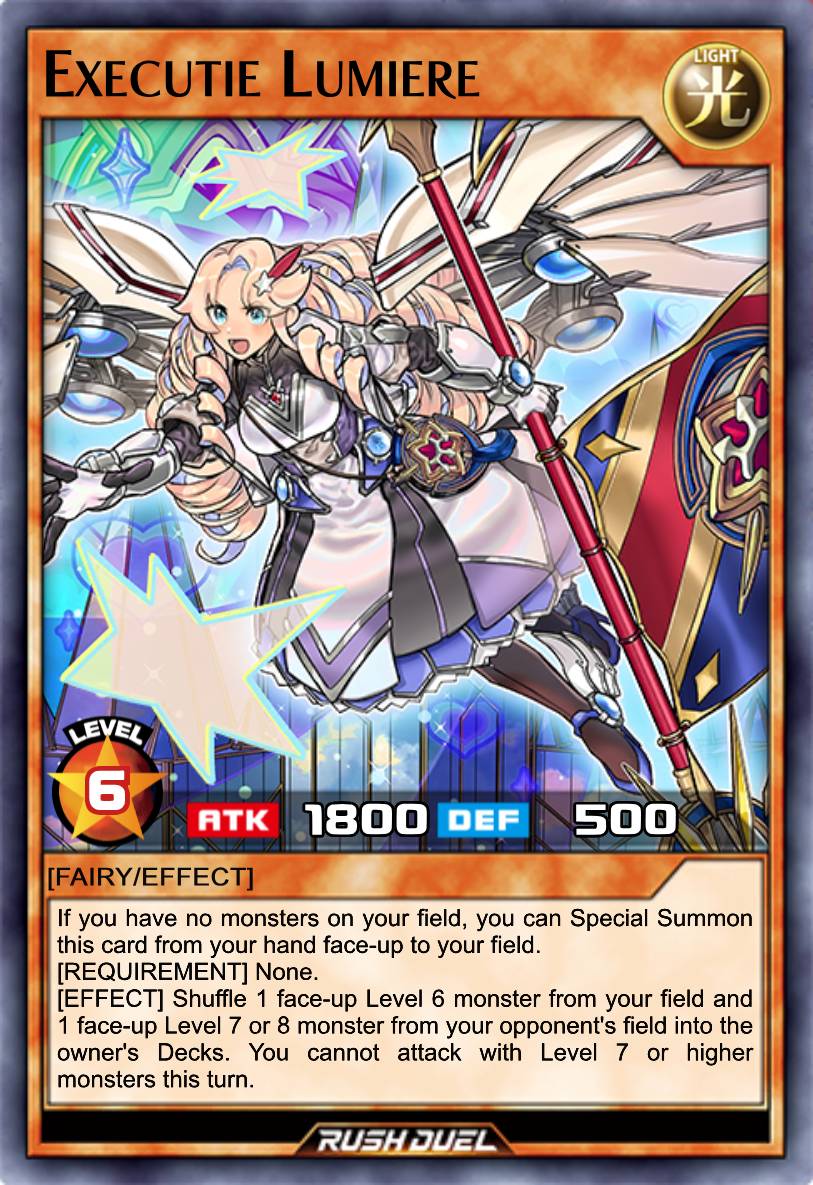 Executie Lumiere
LIGHT
光
LEVEL
6
ATK 1800 DEF 500
[FAIRY/EFFECT]
If you have no monsters on your field, you can Special Summon
this card from your hand face-up to your field.
[REQUIREMENT] None.
[EFFECT] Shuffle 1 face-up Level 6 monster from your field and
1 face-up Level 7 or 8 monster from your opponent's field into the
owner's Decks. You cannot attack with Level 7 or higher
monsters this turn.
RUSH DUEL